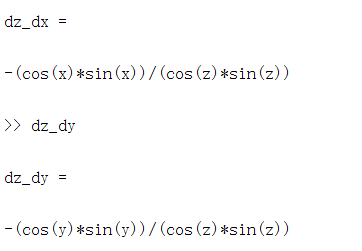 dz_dx =
-(cos(x)*sin(x))/(cos(z)*sin(z))
>> dz_dy
dz_dy =
-(cos(y)*sin(y))/(cos(z)*sin(z))